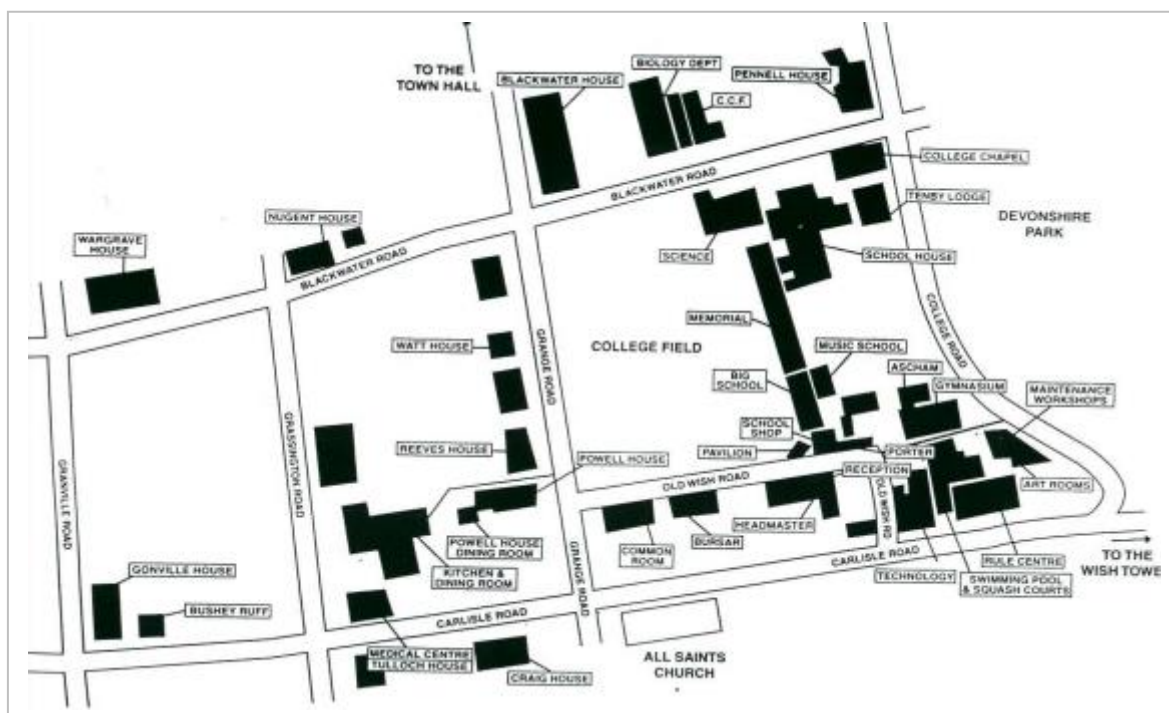 TO THE
TOWN HALL
BLACKWATER HOUSE
BIOLOGY DEPT
C.C.F.
PENNELL HOUSE
COLLEGE CHAPEL
TENBY LODGE
DEVONSHIRE
PARK
BLACKWATER ROAD
NUGENT HOUSE
WARGRAVE
HOUSE
BLACKWATER ROAD
SCIENCE
SCHOOL HOUSE
MEMORIAL
COLLEGE ROAD
WATT HOUSE
GRANGE ROAD
COLLEGE FIELD
MUSIC SCHOOL
BIG
SCHOOL
ASCHAM
GYMNASIUM
MAINTENANCE
WORKSHOPS
GRASSINGTON ROAD
REEVES HOUSE
SCHOOL
SHOP
PAVILION
PORTER
POWELL HOUSE
RECEPTION
OLD WISH ROAD
OLD WISH RD
ART ROOMS
GRANVILLE ROAD
HEADMASTER
BURSAR
COMMON
ROOM
POWELL HOUSE
DINING ROOM
KITCHEN &
DINING ROOM
GRANGE ROAD
CARLISLE ROAD
TO THE
WISH TOWE
RULE CENTRE
TECHNOLOGY
SWIMMING POOL
& SQUASH COURTS
GONVILLE HOUSE
BUSHEY RUFF
CARLISLE ROAD
MEDICAL CENTRE
TULLOCH HOUSE
CRAIG HOUSE
ALL SAINTS
CHURCH